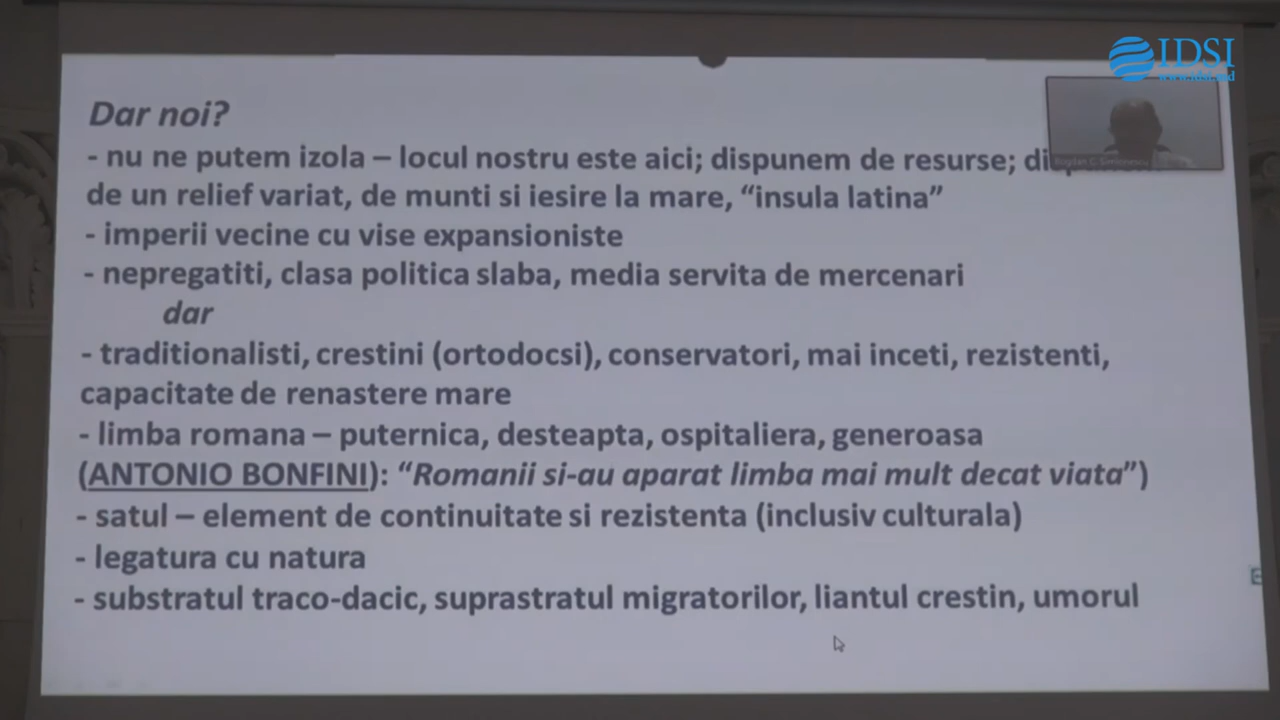 IDSI
www.idsi.md
Dar noi?
- nu ne putem izola – locul nostru este aici; dispunem de resurse;
de un relief variat, de munti si iesire la mare, “insula latina”
- imperii vecine cu vise expansioniste
- nepregatiti, clasa politica slaba, media servita de mercenari
dar
- traditionalisti, crestini (ortodocsi), conservatori, mai inceti, rezistenti,
capacitate de renastere mare
- limba romana – puternica, desteapta, ospitaliera, generoasa
(ANTONIO BONFINI): “Romanii si-au aparat limba mai mult decat viata”)
- satul – element de continuitate si rezistenta (inclusiv culturala)
- legatura cu natura
- substratul traco-dacic, suprastratul migratorilor, liantul crestin, umorul